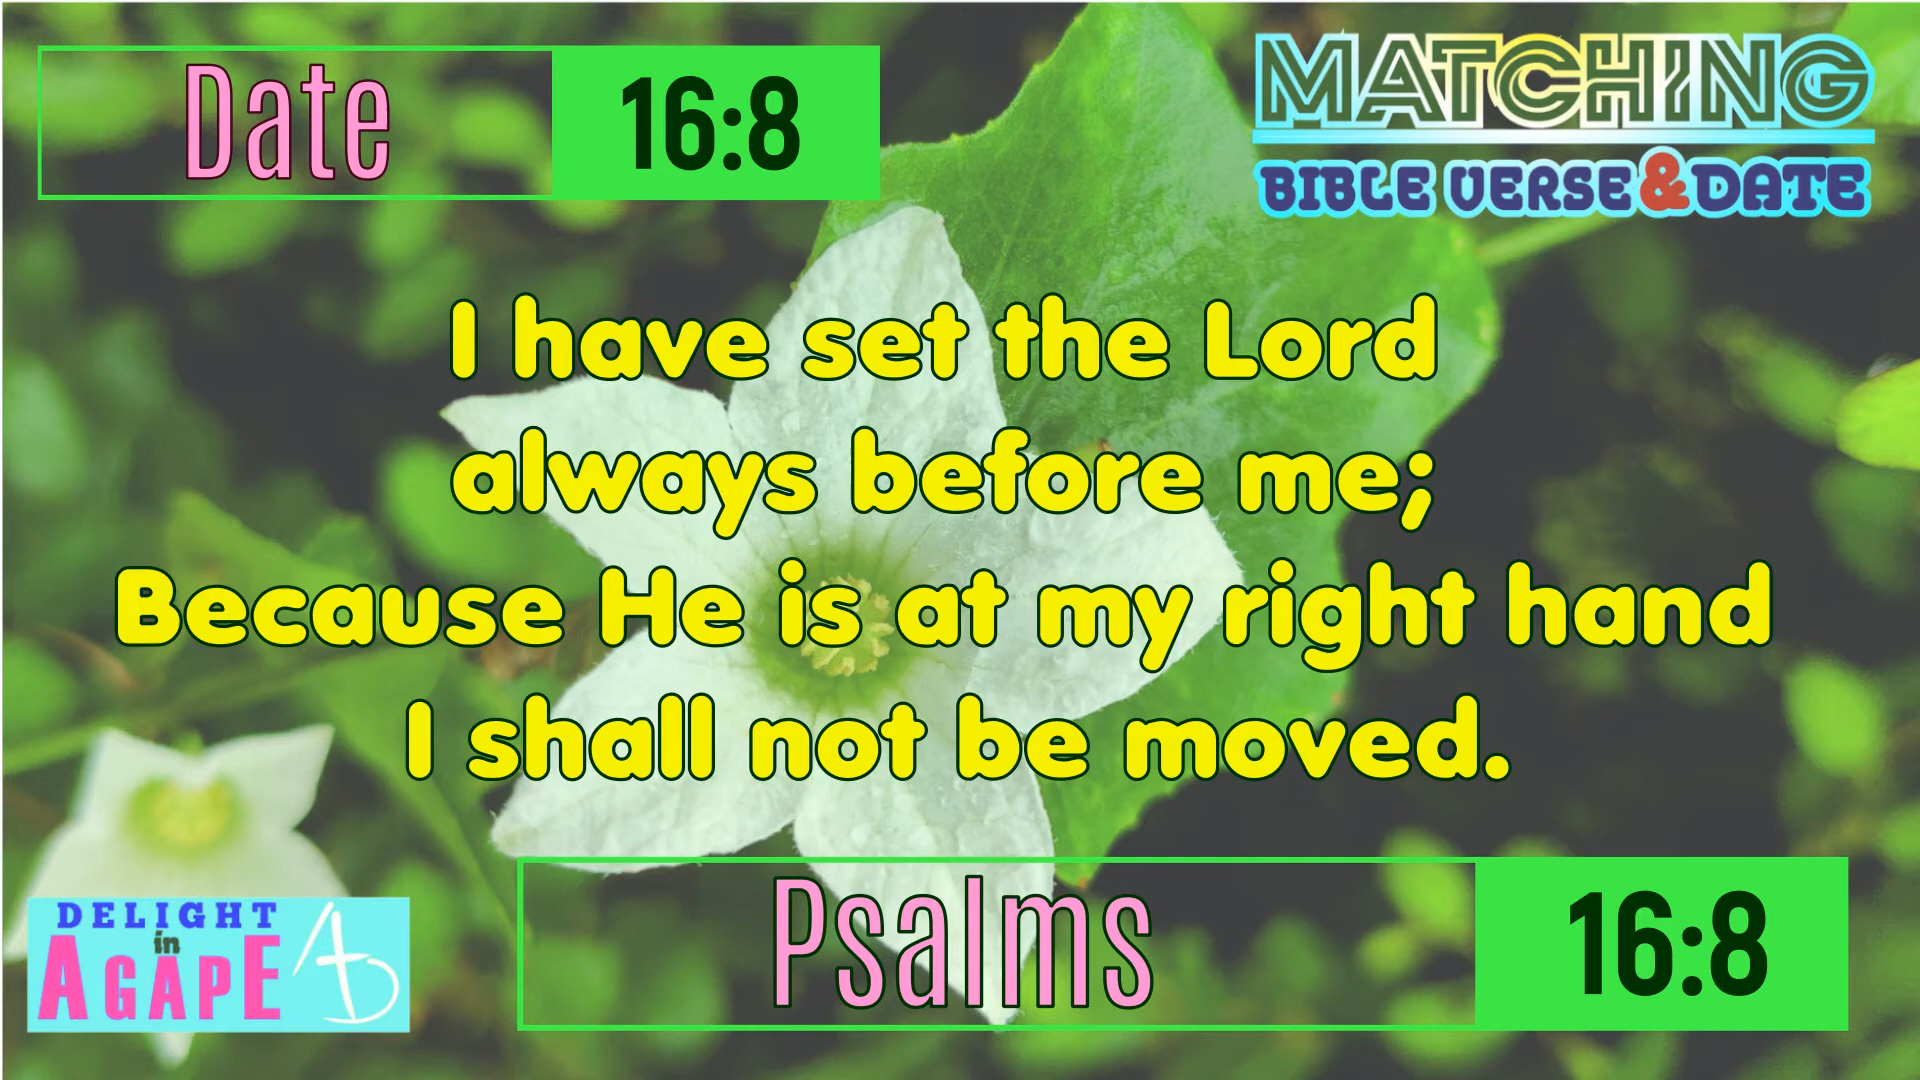 Date 16:8
MATCHING
BIBLE VERSE & DATE
I have set the Lord
always before me;
Because He is at my right hand
I shall not be moved.
Psalms 16:8
DELIGHT
in
AGAPE